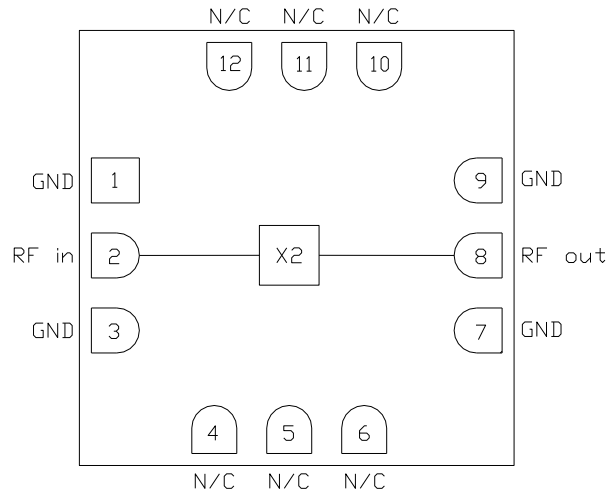 N/C N/C N/C
12 11 10
GND 1 9 GND
RF in 2 X2 8 RF out
GND 3 7 GND
4 5 6
N/C N/C N/C